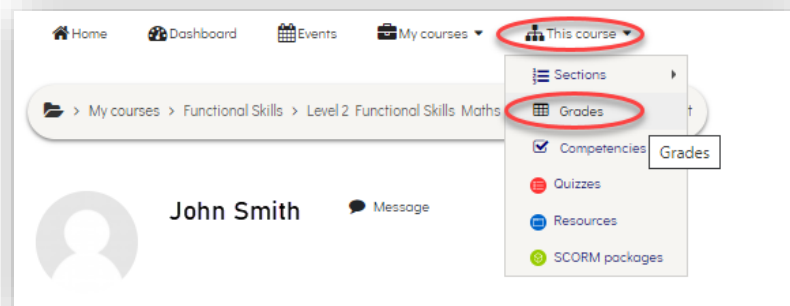 Home Dashboard Events My courses This course
Sections
> My courses > Functional Skills > Level 2 Functional Skills Maths
Grades
t
Competencies
Grades
Quizzes
John Smith Message
Resources
SCORM packages